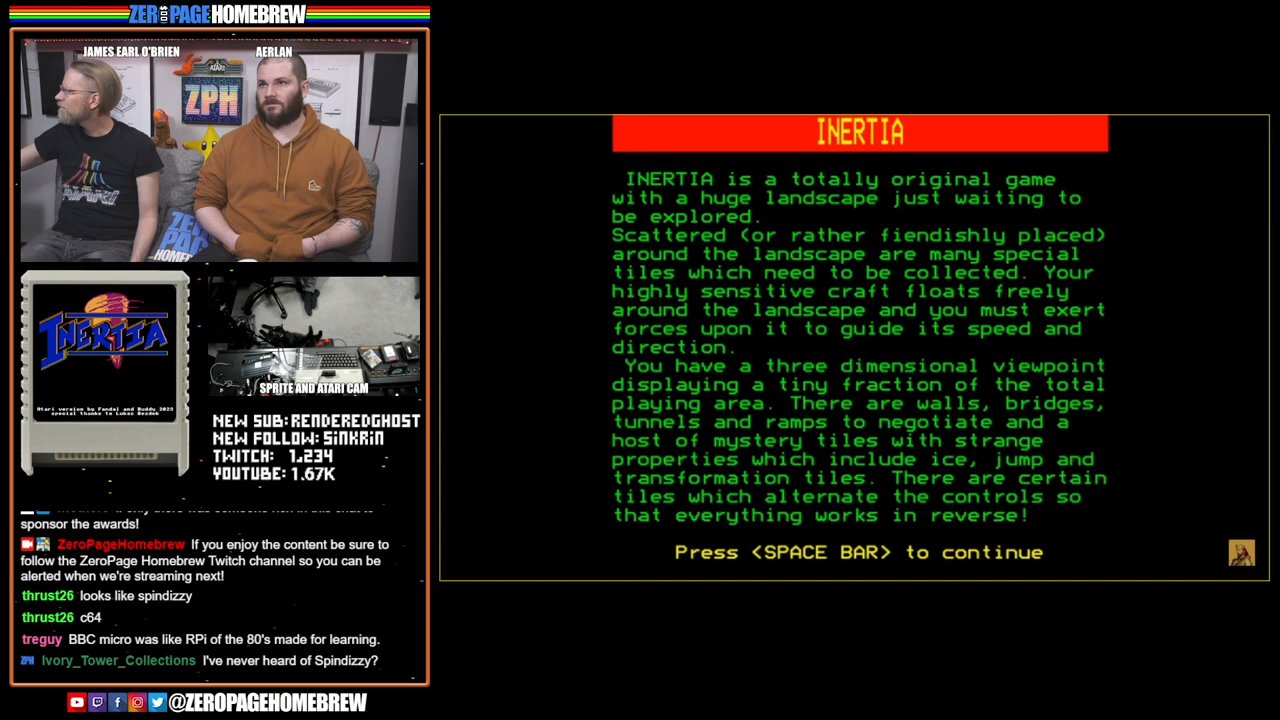 ZER PAGE HOMEBREW
JAMES EARL O'BRIEN
AERLAN
ATARI
ZPH
ATARI
ZERO
PAGE
HOMEB
INERTIA
Atari version by Fandal and Buddy 2023
special thanks to Lukas Bezdek
SPRITE AND ATARI CAM
NEW SUB: RENDEREDGHOST
NEW FOLLOW: SINKRIN
TWITCH: 1,234
YOUTUBE: 1.67K
sponsor the awards!
ZeroPageHomebrew If you enjoy the content be sure to
follow the ZeroPage Homebrew Twitch channel so you can be
alerted when we're streaming next!
thrust26 looks like spindizzy
thrust26 c64
treguy BBC micro was like RPi of the 80's made for learning.
ZPH Ivory_Tower_Collections I've never heard of Spindizzy?
@ZEROPAGEHOMEBREW
INERTIA
INERTIA is a totally original game
with a huge landscape just waiting to
be explored.
Scattered (or rather fiendishly placed)
around the landscape are many special
tiles which need to be collected. Your
highly sensitive craft floats freely
around the landscape and you must exert
forces upon it to guide its speed and
direction.
You have a three dimensional viewpoint
displaying a tiny fraction of the total
playing area. There are walls, bridges,
tunnels and ramps to negotiate and a
host of mystery tiles with strange
properties which include ice, jump and
transformation tiles. There are certain
tiles which alternate the controls so
that everything works in reverse!
Press <SPACE BAR> to continue